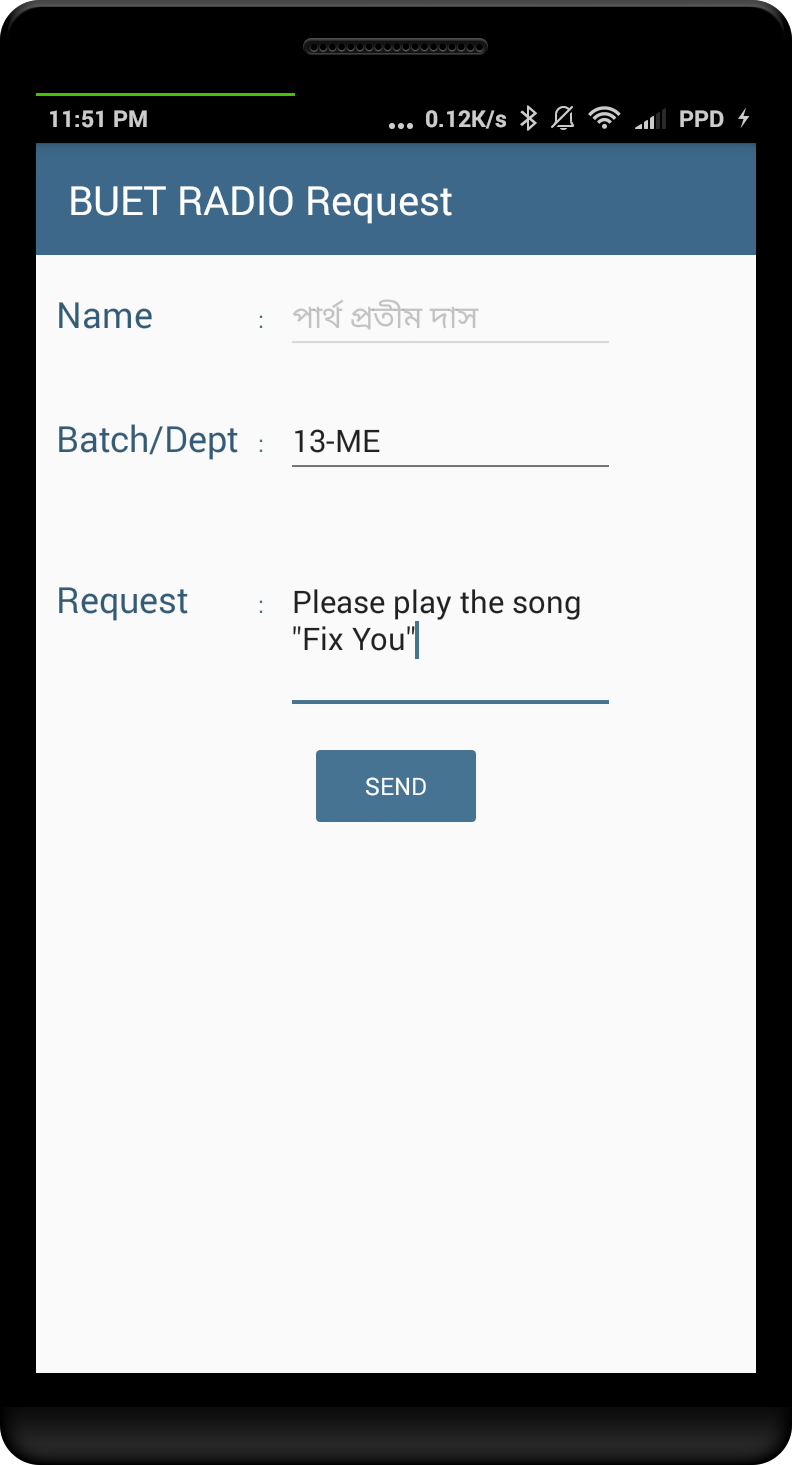 11:51 PM ... 0.12K/s PPD
BUET RADIO Request
Name : পার্থ প্রতীম দাস
Batch/Dept : 13-ME
Request : Please play the song
"Fix You"
SEND